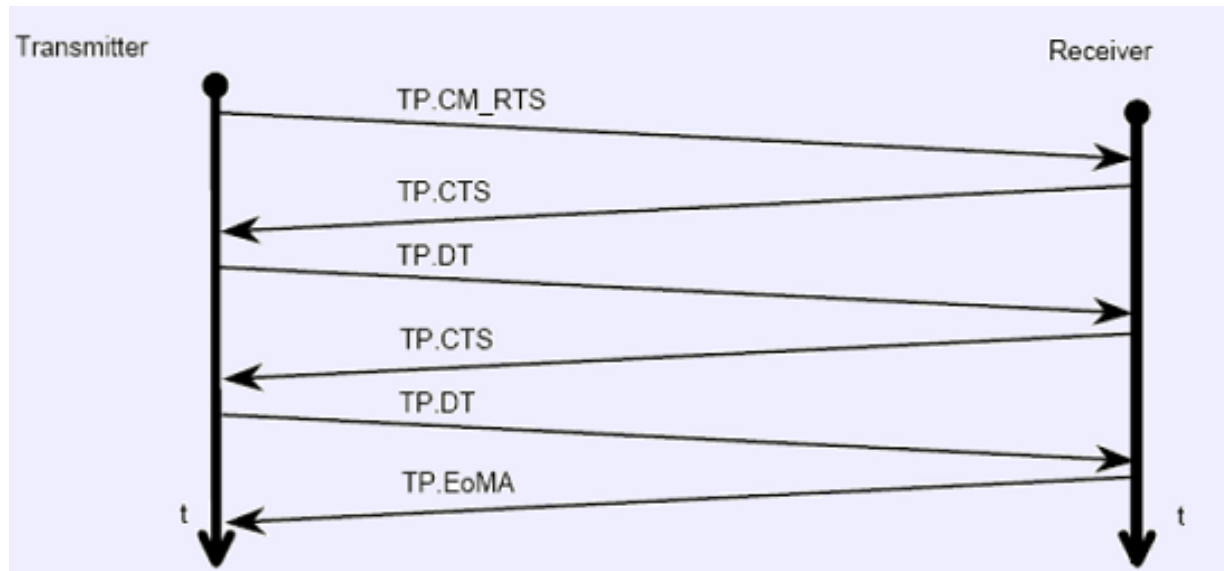 Transmitter
Receiver
TP.CM_RTS
TP.CTS
TP.DT
TP.CTS
TP.DT
TP.EoMA
t
t